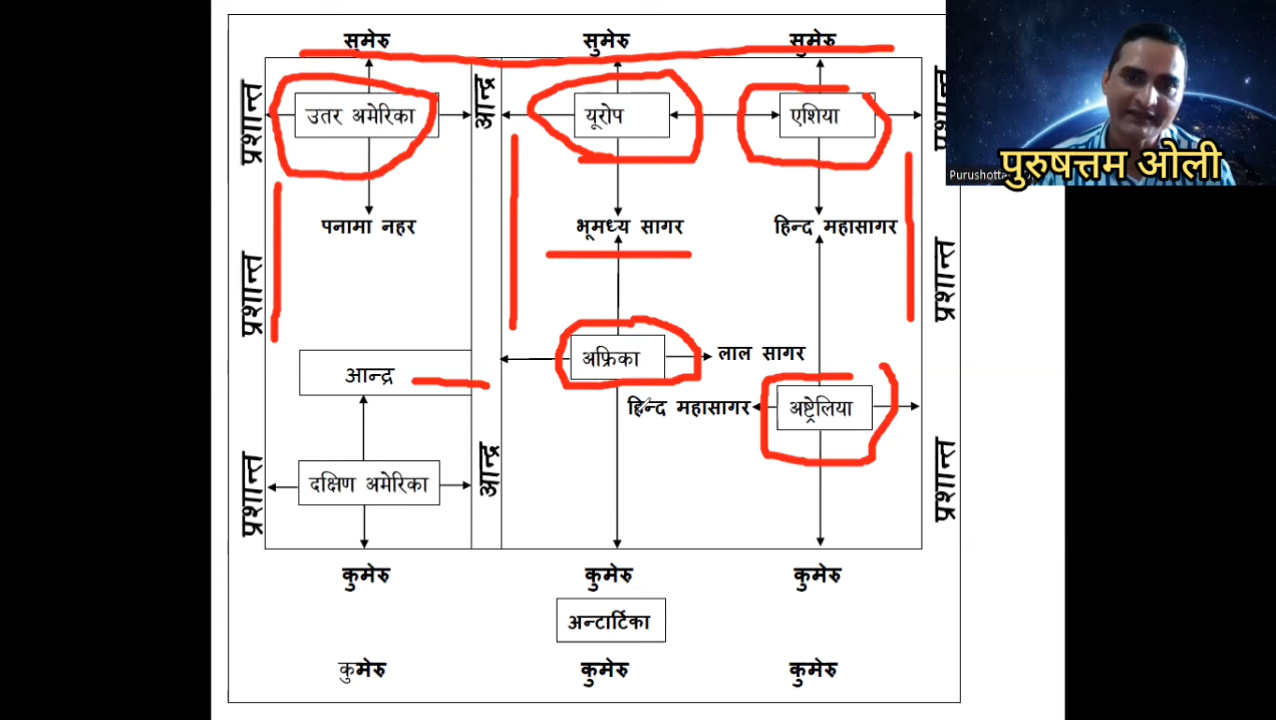 सुमेरु सुमेरु सुमेरु
प्रशान्त उतर अमेरिका आन्द्र यूरोप एशिया प्रशान्त
Purushotta
पुरुषत्तम ओली
पनामा नहर भूमध्य सागर हिन्द महासागर
प्रशान्त प्रशान्त
अफ्रिका लाल सागर
आन्द्र
हिन्द महासागर अष्ट्रेलिया
प्रशान्त दक्षिण अमेरिका आन्द्र प्रशान्त
कुमेरु कुमेरु कुमेरु
अन्टार्टिका
कुमेरु कुमेरु कुमेरु